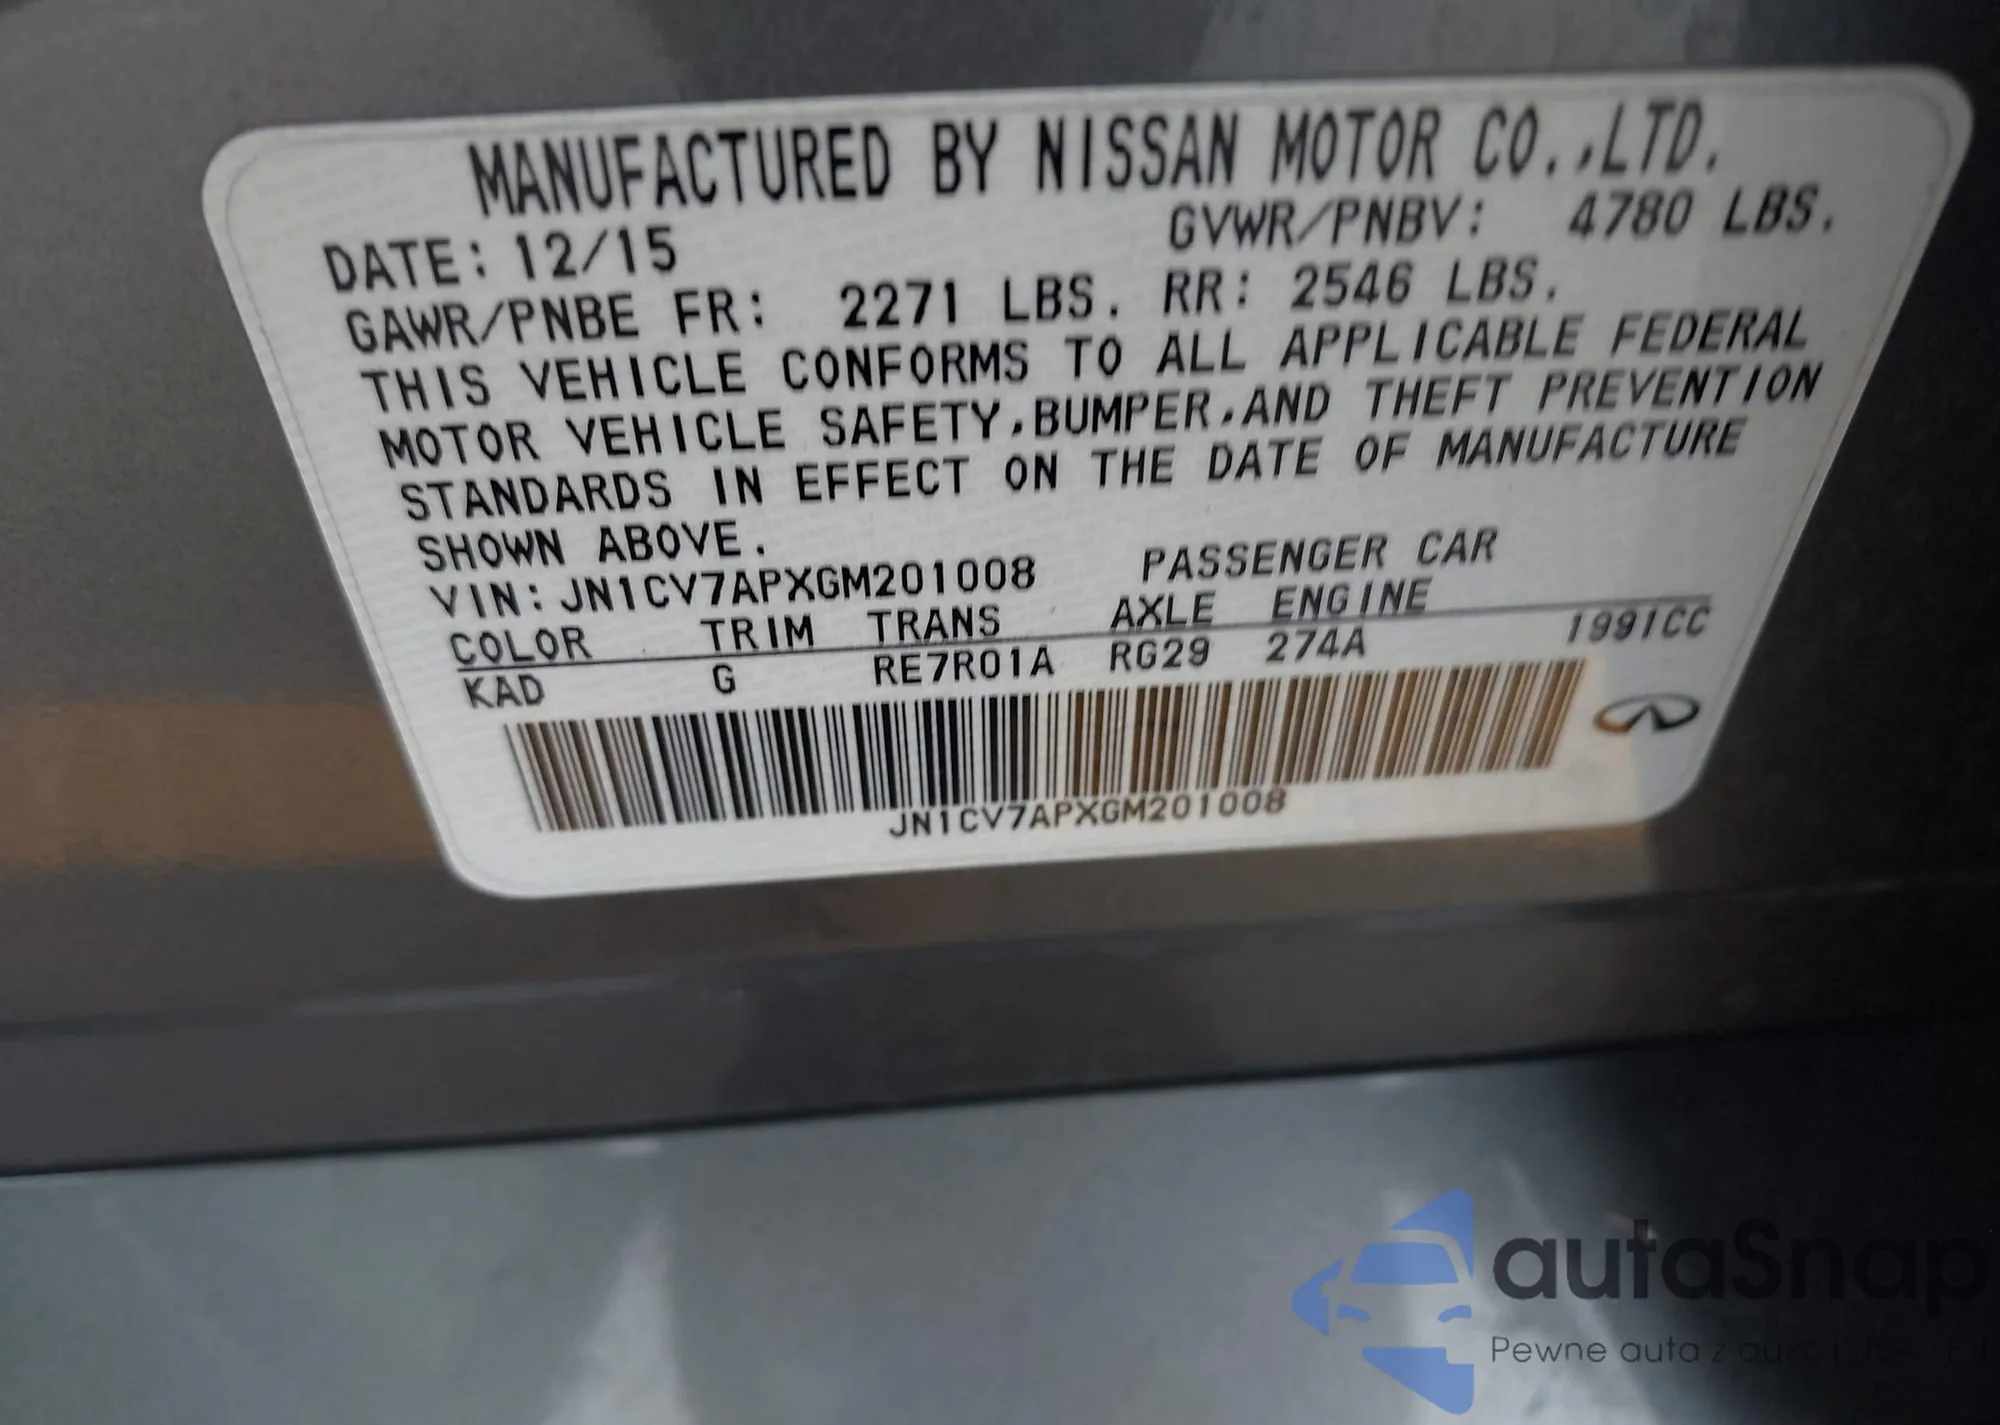 MANUFACTURED BY NISSAN MOTOR CO.,LTD.
DATE: 12/15 GVWR/PNBV: 4780 LBS.
GAWR/PNBE FR: 2271 LBS. RR: 2546 LBS.
THIS VEHICLE CONFORMS TO ALL APPLICABLE FEDERAL
MOTOR VEHICLE SAFETY,BUMPER,AND THEFT PREVENTION
STANDARDS IN EFFECT ON THE DATE OF MANUFACTURE
SHOWN ABOVE.
VIN: JN1CV7APXGM201008 PASSENGER CAR
COLOR TRIM TRANS AXLE ENGINE
KAD G RE7R01A RG29 274A 1991CC
JN1CV7APXGM201008
autaSnap
Pewne auta z